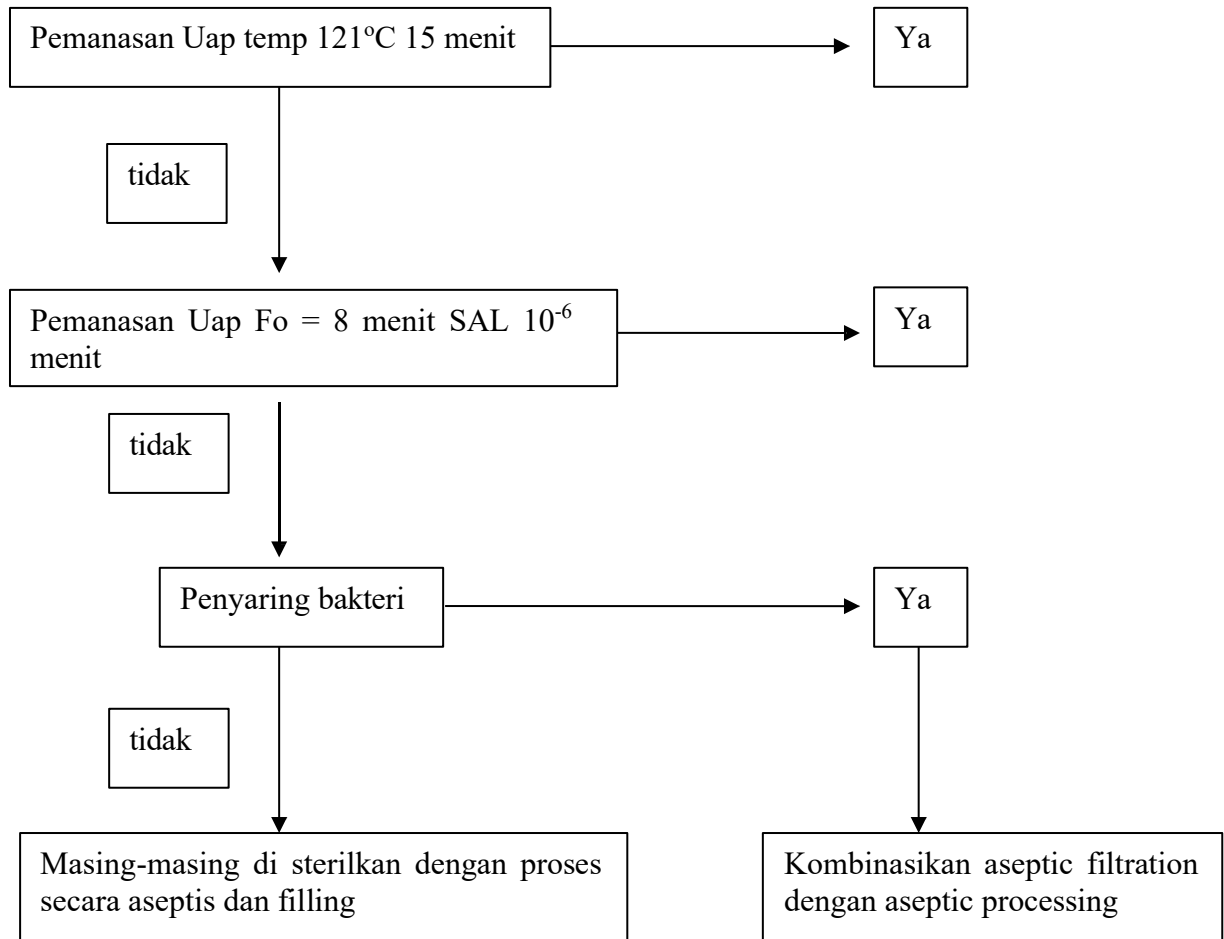 Pemanasan Uap temp 121°C 15 menit
Ya
tidak
Pemanasan Uap Fo = 8 menit SAL 10⁻⁶
menit
Ya
tidak
Penyaring bakteri
Ya
tidak
Masing-masing di sterilkan dengan proses
secara aseptis dan filling
Kombinasikan aseptic filtration
dengan aseptic processing